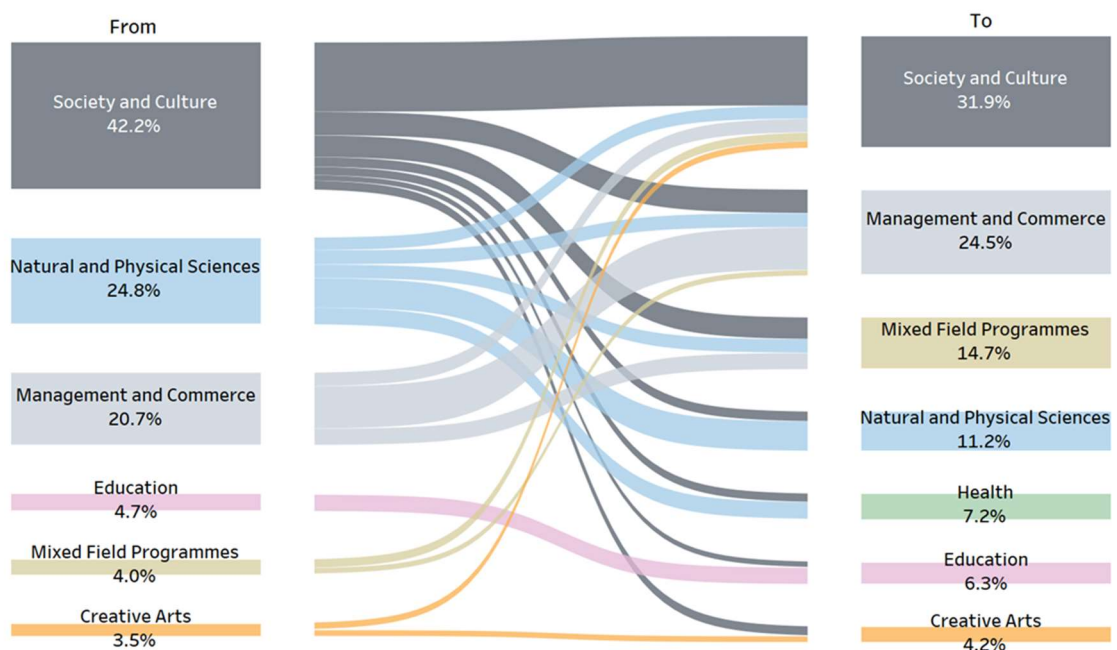 From
Society and Culture
42.2%
Natural and Physical Sciences
24.8%
Management and Commerce
20.7%
Education
4.7%
Mixed Field Programmes
4.0%
Creative Arts
3.5%
To
Society and Culture
31.9%
Management and Commerce
24.5%
Mixed Field Programmes
14.7%
Natural and Physical Sciences
11.2%
Health
7.2%
Education
6.3%
Creative Arts
4.2%